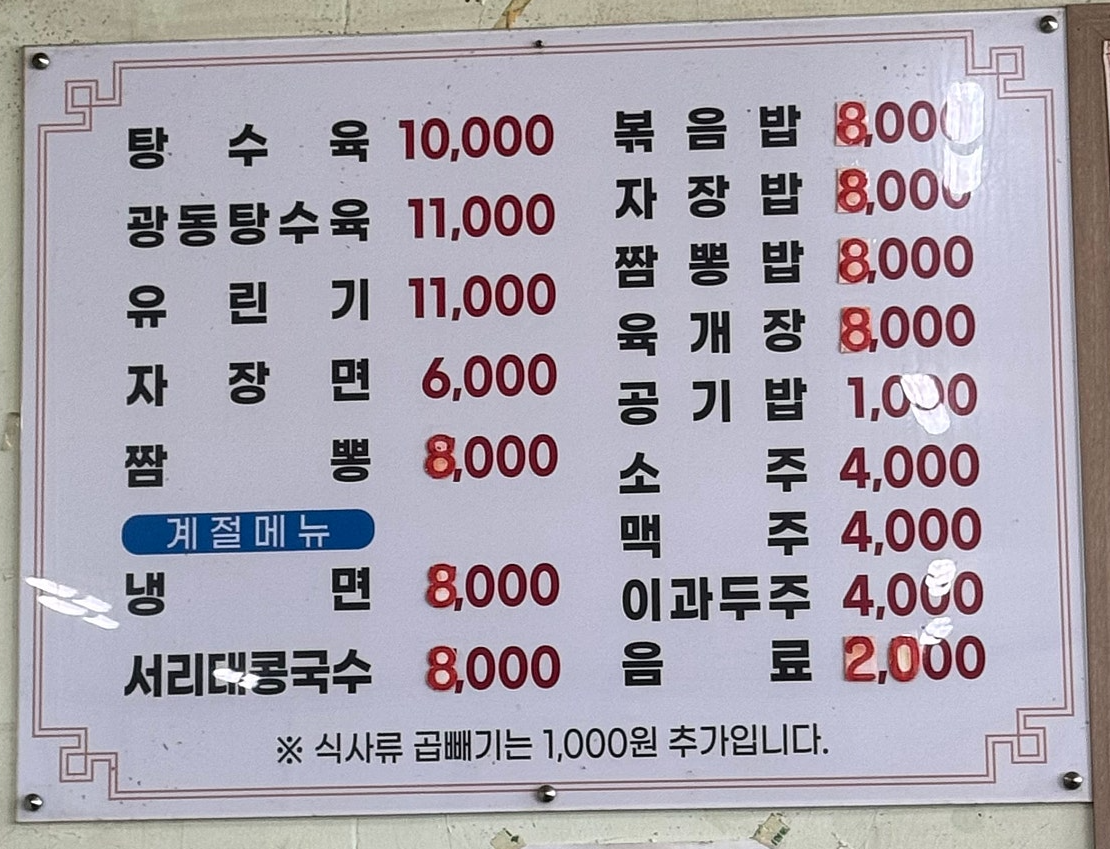 탕수육 10,000
광동탕수육 11,000
유린기 11,000
자장면 6,000
짬뽕 8,000
계절메뉴
냉면 8,000
서리태콩국수 8,000
볶음밥 8,000
자장밥 8,000
짬뽕밥 8,000
육개장 8,000
공기밥 1,000
소주 4,000
맥주 4,000
이과두주 4,000
음료 2,000
※ 식사류 곱빼기는 1,000원 추가입니다.